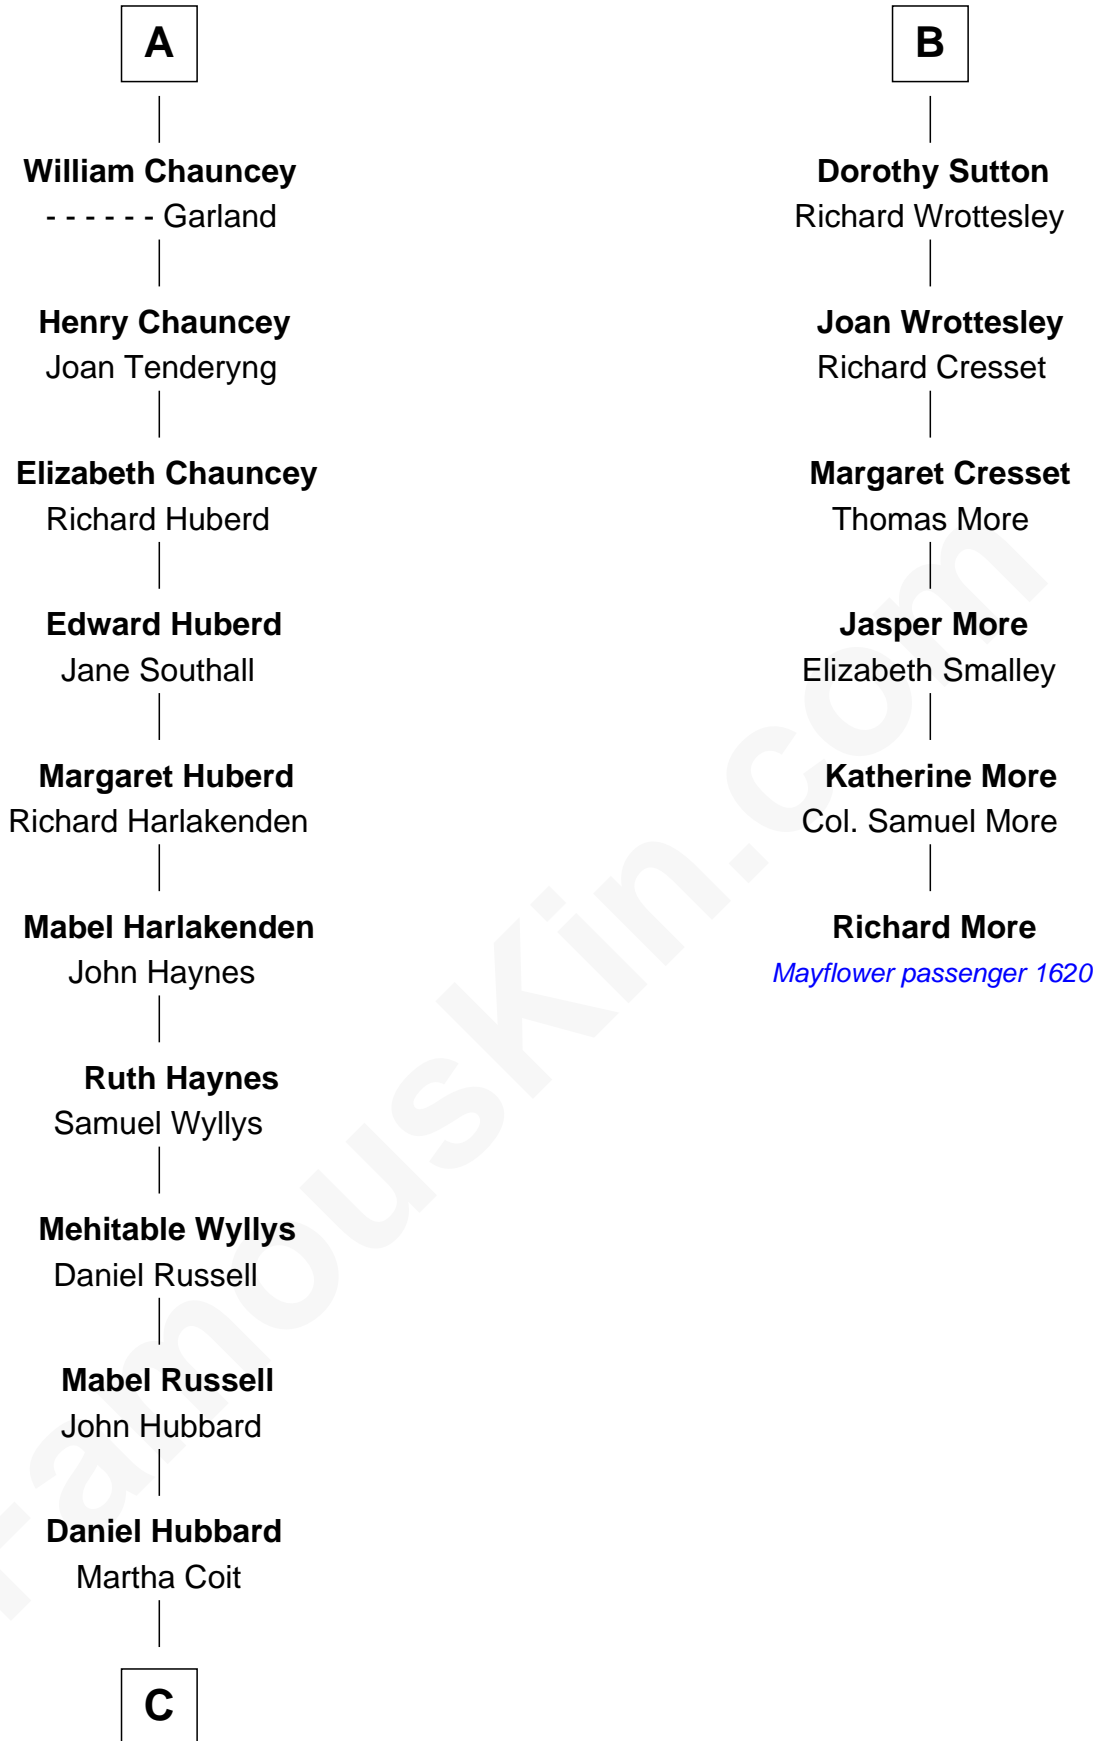 A
William Chauncey
- - - - - - Garland
Henry Chauncey
Joan Tenderyng
Elizabeth Chauncey
Richard Huberd
Edward Huberd
Jane Southall
Margaret Huberd
Richard Harlakenden
Mabel Harlakenden
John Haynes
Ruth Haynes
Samuel Wyllys
Mehitable Wyllys
Daniel Russell
Mabel Russell
John Hubbard
Daniel Hubbard
Martha Coit
C
B
Dorothy Sutton
Richard Wrottesley
Joan Wrottesley
Richard Cresset
Margaret Cresset
Thomas More
Jasper More
Elizabeth Smalley
Katherine More
Col. Samuel More
Richard More
Mayflower passenger 1620
FamousKin.com